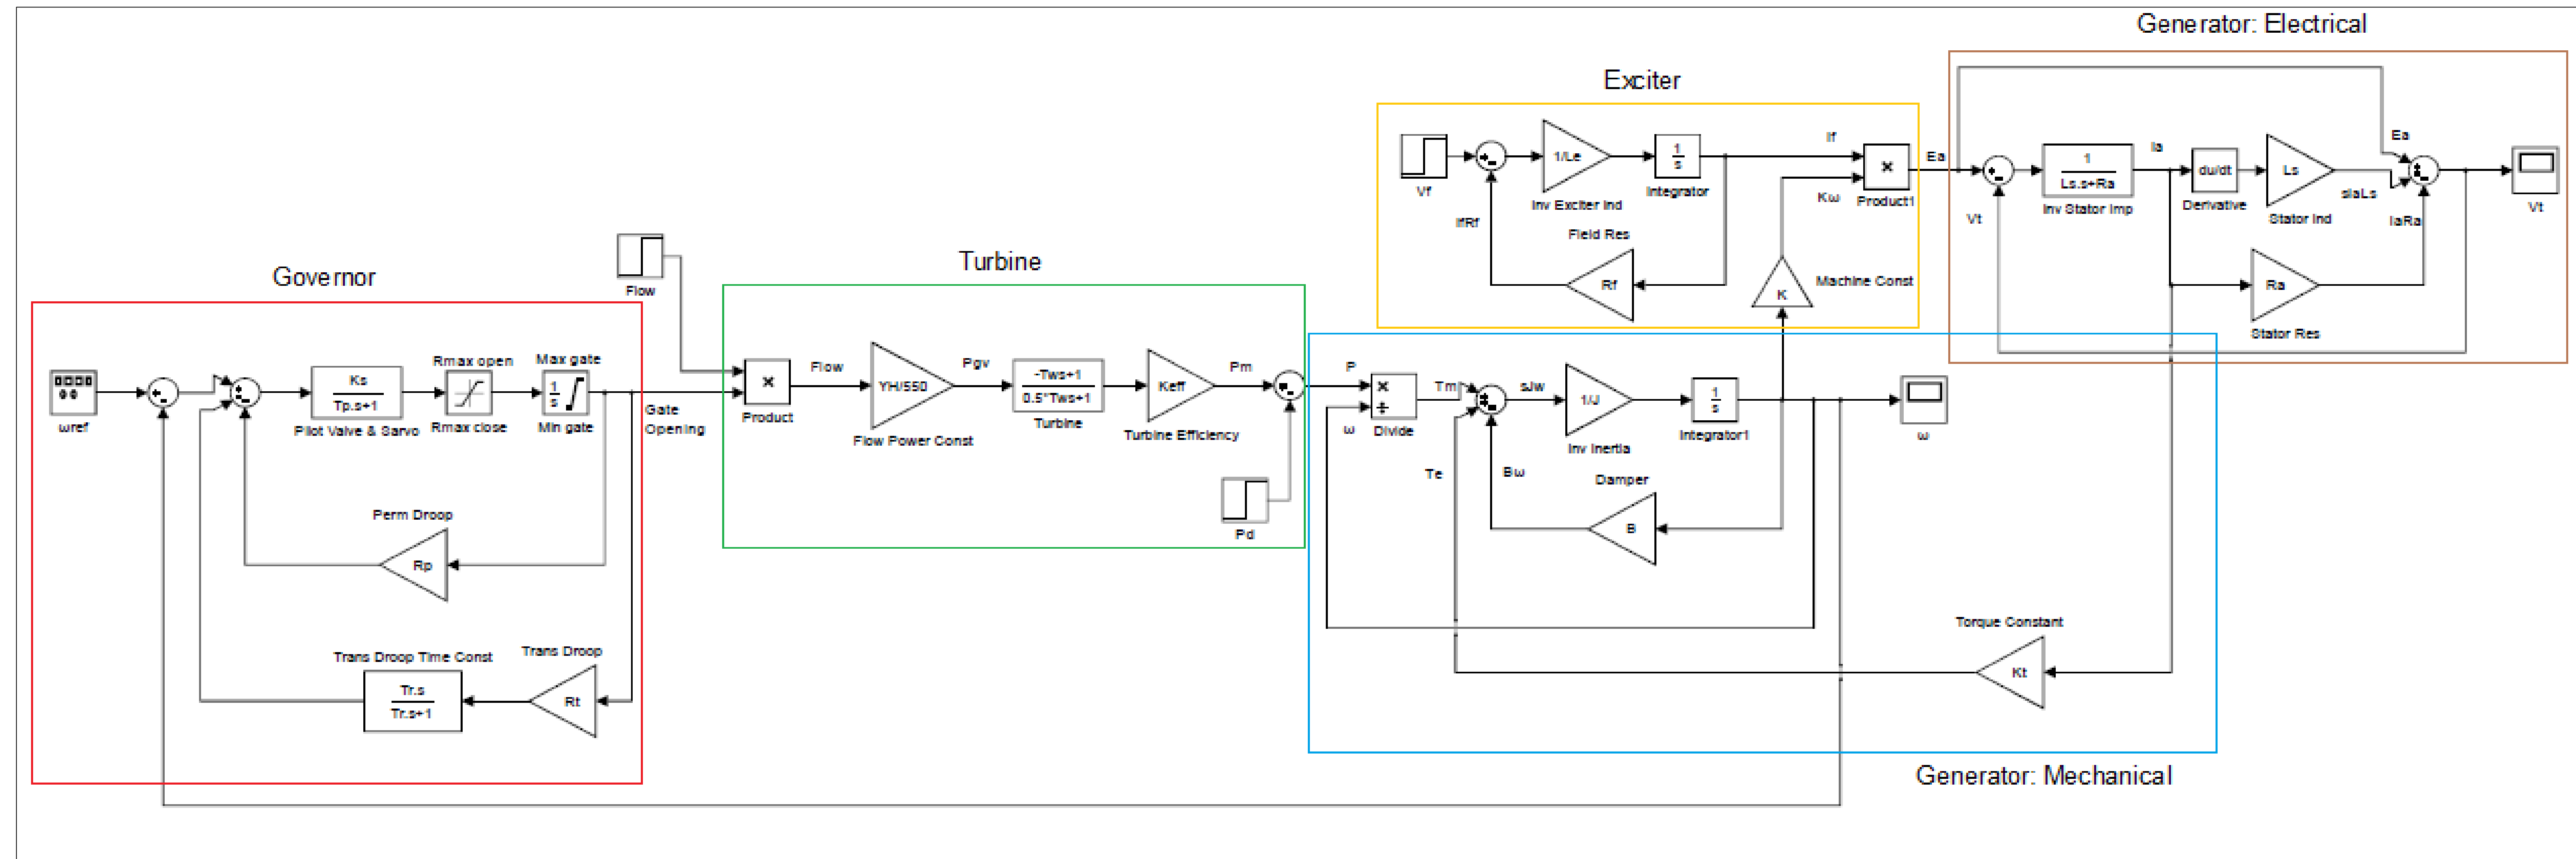 Generator: Electrical
Exciter
Vf
IfRf
1/Le
Inv Exciter Ind
1
s
Integrator
Field Res
Rf
If
Kω
×
Product1
K
Machine Const
Ea
Vt
1
Ls.s+Ra
Inv Stator Imp
Ia
du/dt
Derivative
Ls
Stator Ind
Ea
sIaLs
IaRa
Ra
Stator Res
Vt
Governor
ωref
Ks
Tp.s+1
Pilot Valve & Sarvo
Rmax open
Rmax close
Max gate
1
s
Min gate
Gate
Opening
Perm Droop
Rp
Trans Droop Time Const
Tr.s
Tr.s+1
Trans Droop
Rt
Flow
Turbine
×
Product
Flow
YH/550
Flow Power Const
Pgv
-Tws+1
0.5*Tws+1
Turbine
Keff
Turbine Efficiency
Pm
Pd
P
ω
×
÷
Divide
Tm
Te
Bω
sJw
1/J
Inv Inertia
1
s
Integrator1
ω
Damper
B
Torque Constant
Kt
Generator: Mechanical